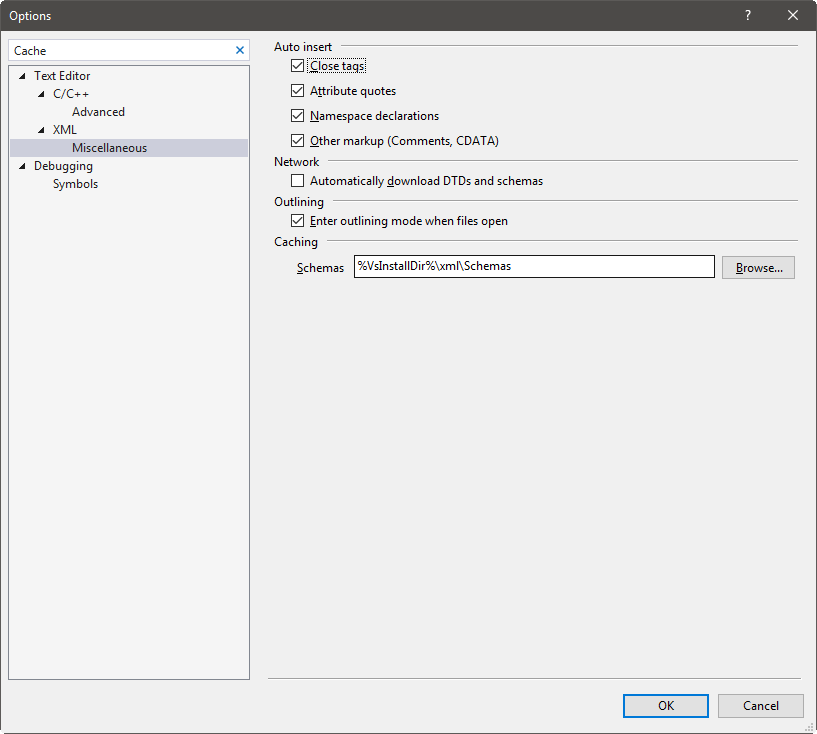 Options
?
Cache
Text Editor
C/C++
Advanced
XML
Miscellaneous
Debugging
Symbols
Auto insert
Close tags
Attribute quotes
Namespace declarations
Other markup (Comments, CDATA)
Network
Automatically download DTDs and schemas
Outlining
Enter outlining mode when files open
Caching
Schemas %VsInstallDir%\xml\Schemas Browse...
OK Cancel